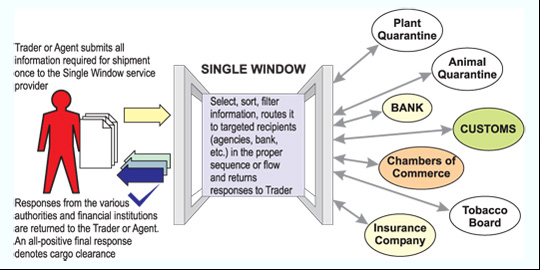 Trader or Agent submits all
information required for shipment
once to the Single Window service
provider
Responses from the various
authorities and financial institutions
are returned to the Trader or Agent.
An all-positive final response
denotes cargo clearance
SINGLE WINDOW
Select, sort, filter
information, routes it
to targeted recipients
(agencies, bank,
etc.) in the proper
sequence or flow
and returns
responses to Trader
Plant
Quarantine
Animal
Quarantine
BANK
CUSTOMS
Chambers of
Commerce
Tobacco
Board
Insurance
Company